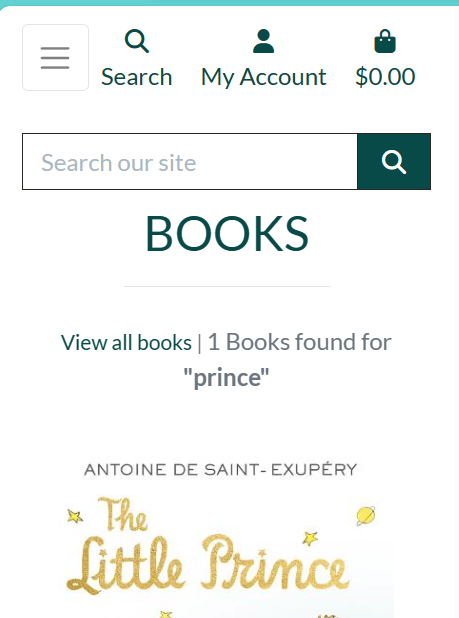 Search My Account $0.00
Search our site
BOOKS
View all books | 1 Books found for
"prince"
ANTOINE DE SAINT-EXUPÉRY
The
Little Prince